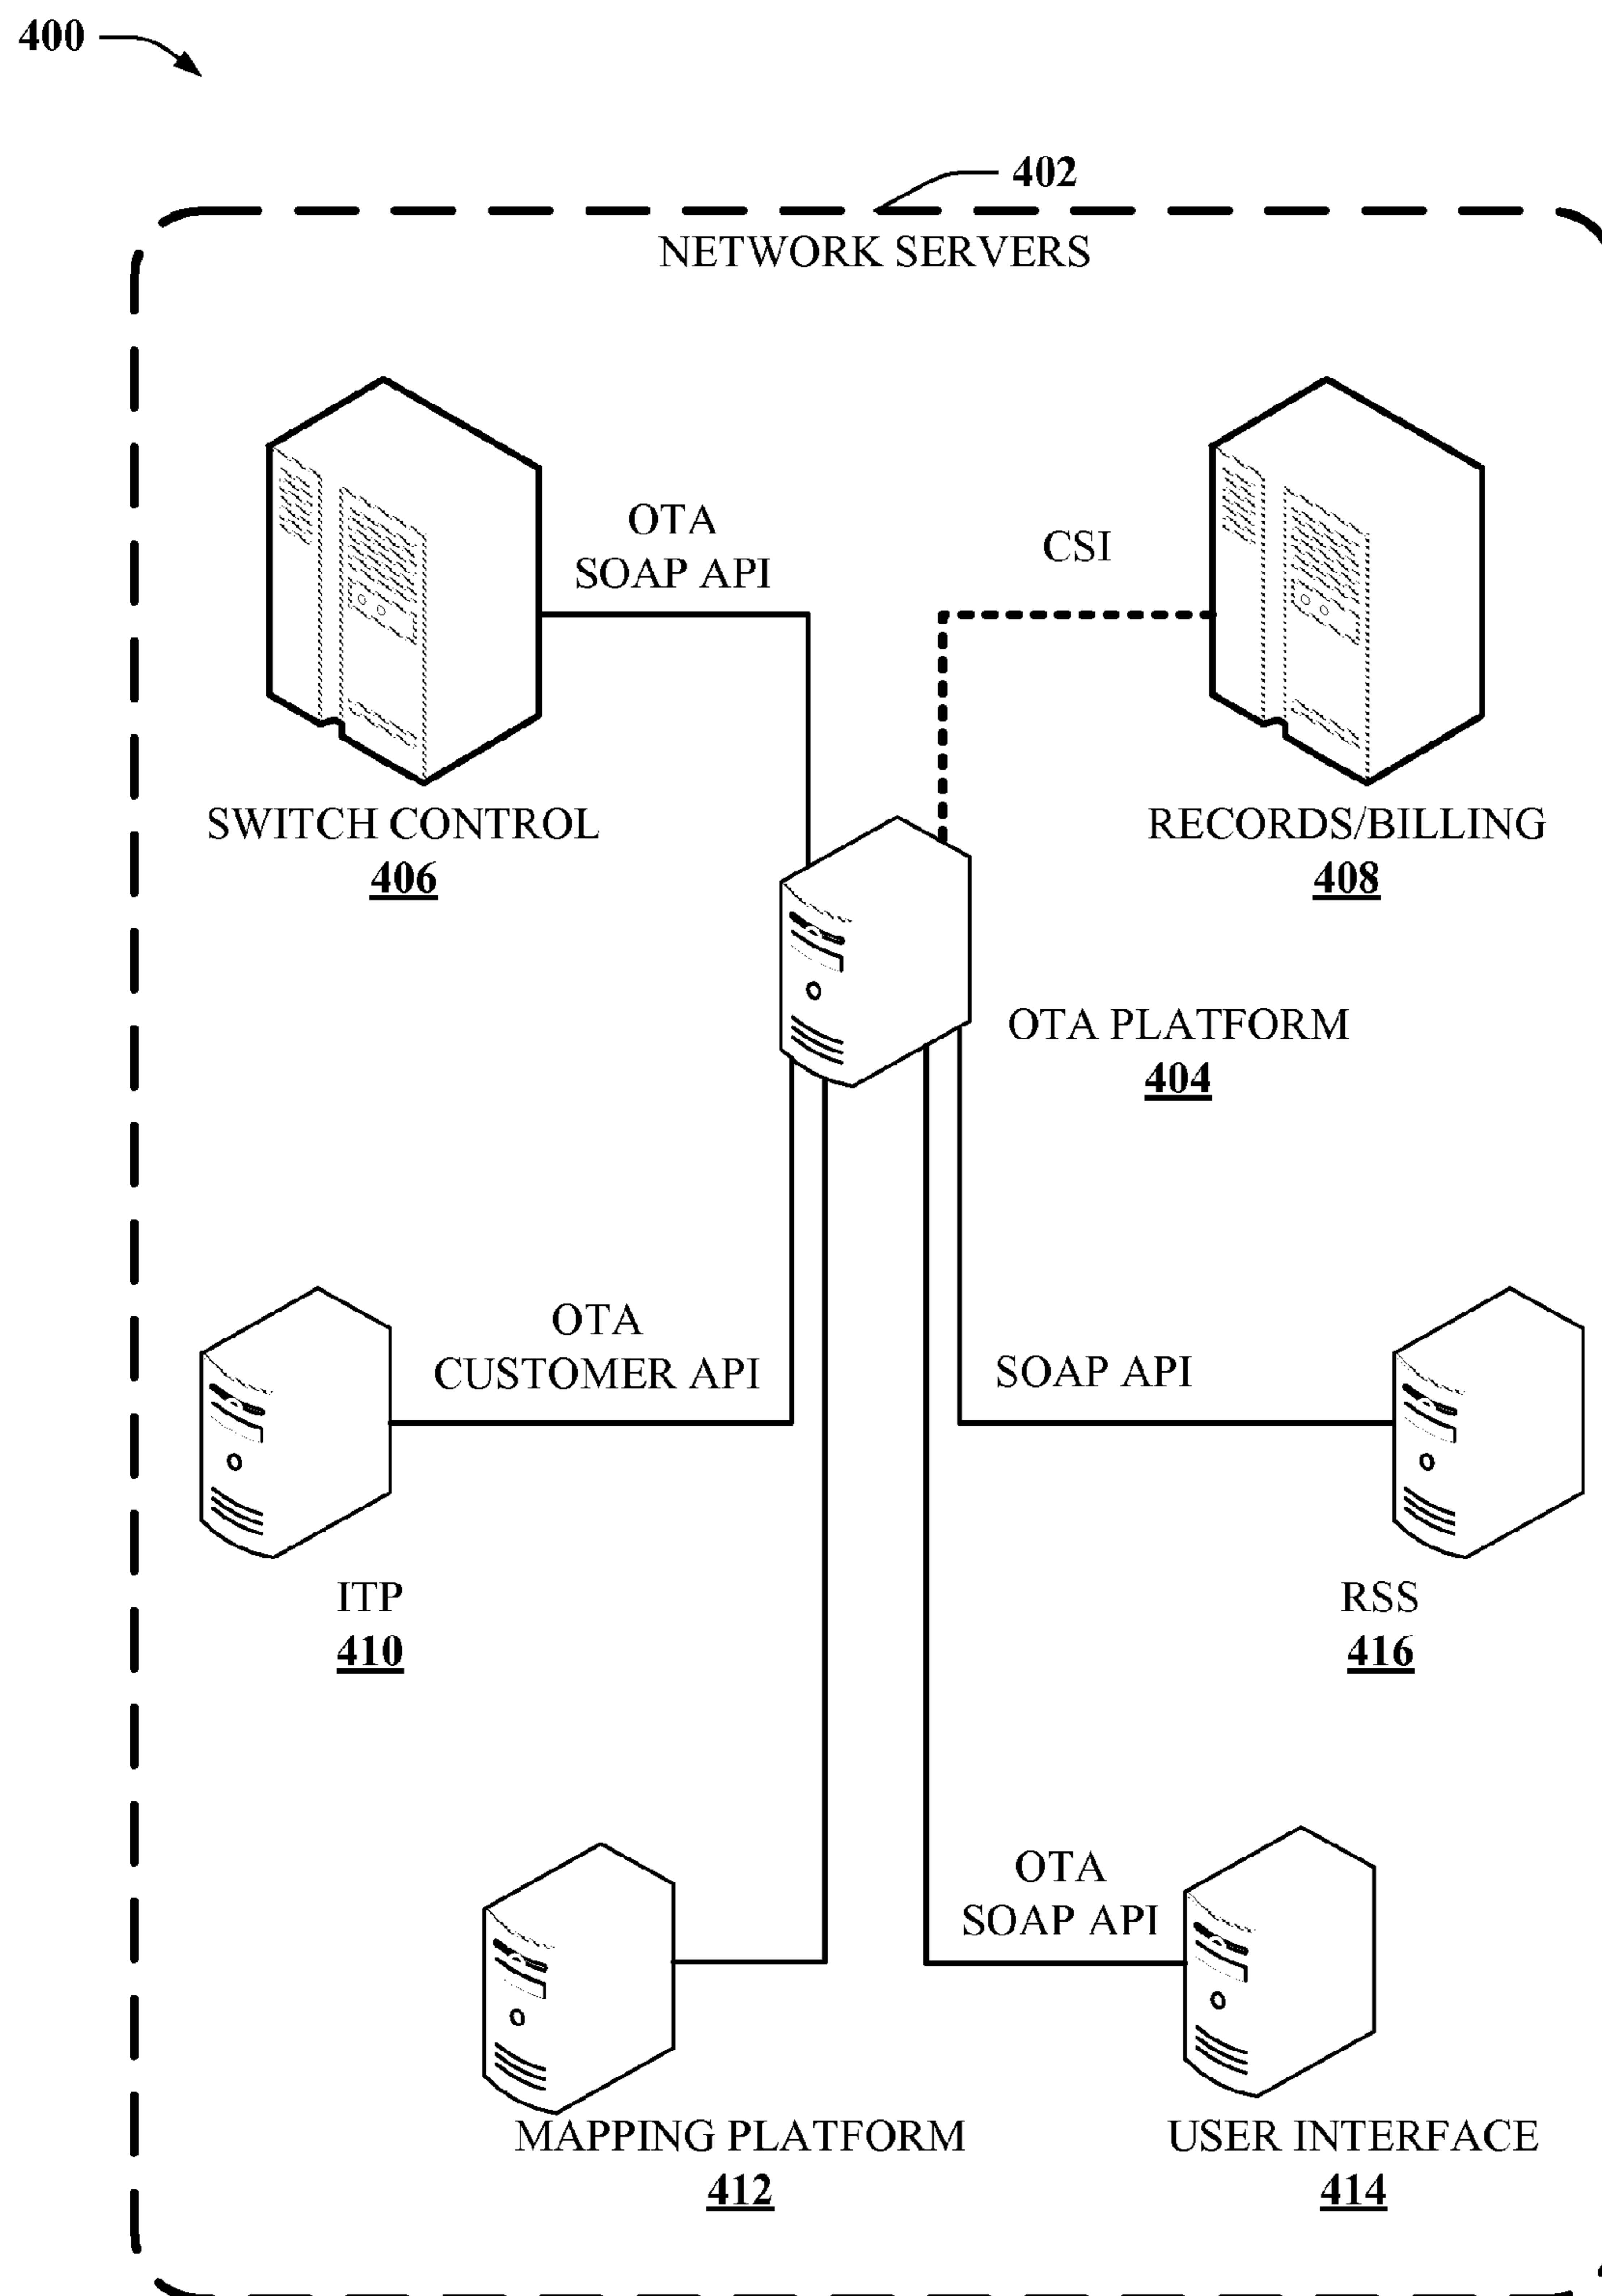 400
402
NETWORK SERVERS
OTA
SOAP API
CSI
SWITCH CONTROL
406
RECORDS/BILLING
408
OTA PLATFORM
404
OTA
CUSTOMER API
SOAP API
ITP
410
RSS
416
OTA
SOAP API
MAPPING PLATFORM
412
USER INTERFACE
414